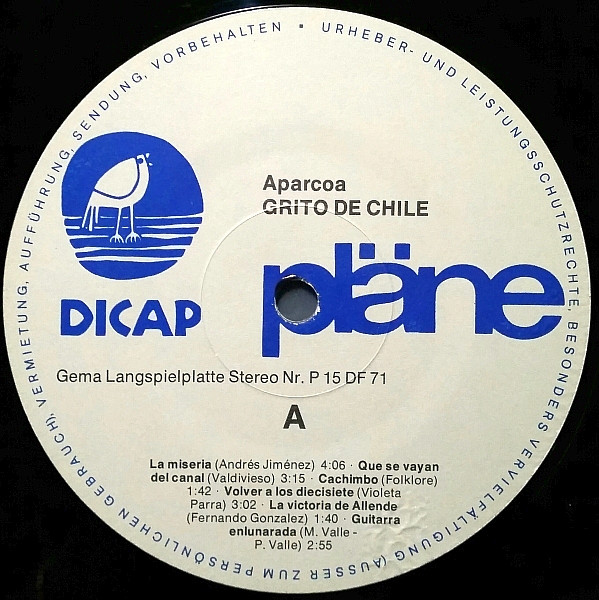 URHEBER- UND LEISTUNGSSCHUTZRECHTE, BESONDERS VERVIELFÄLTIGUNG (AUSSER ZUM PERSÖNLICHEN GEBRAUCH), VERMIETUNG, AUFFÜHRUNG, SENDUNG, VORBEHALTEN ·
Aparcoa
GRITO DE CHILE
pläne
DICAP
Gema Langspielplatte Stereo Nr. P 15 DF 71
A
La miseria (Andrés Jiménez) 4:06 · Que se vayan
del canal (Valdivieso) 3:15 · Cachimbo (Folklore)
1:42 · Volver a los diecisiete (Violeta
Parra) 3:02 · La victoria de Allende
(Fernando Gonzalez) 1:40 · Guitarra
enlunarada (M. Valle -
P. Valle) 2:55